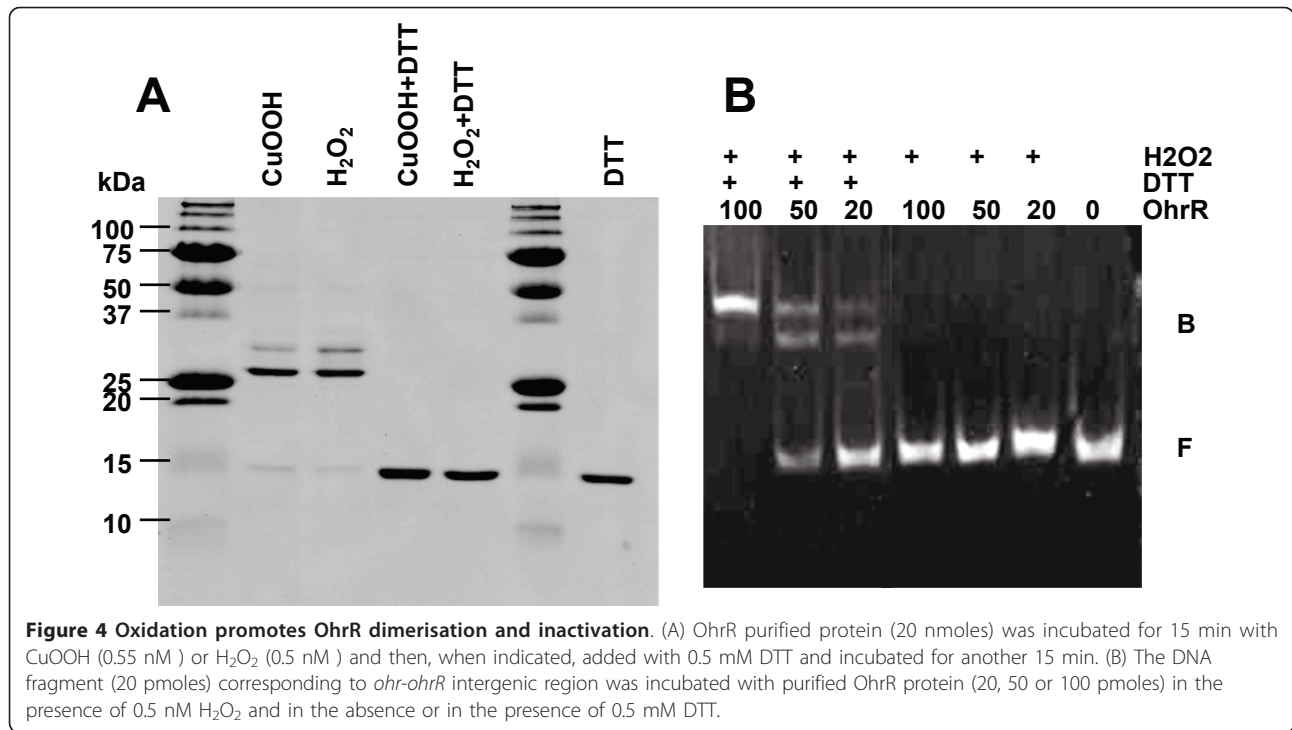 A
B
CuOOH
H₂O₂
CuOOH+DTT
H₂O₂+DTT
DTT
kDa
100
75
50
37
25
20
15
10
+ + + + + + H2O2
+ + + DTT
100 50 20 100 50 20 0 OhrR
B
F
Figure 4 Oxidation promotes OhrR dimerisation and inactivation. (A) OhrR purified protein (20 nmoles) was incubated for 15 min with
CuOOH (0.55 nM ) or H₂O₂ (0.5 nM ) and then, when indicated, added with 0.5 mM DTT and incubated for another 15 min. (B) The DNA
fragment (20 pmoles) corresponding to ohr-ohrR intergenic region was incubated with purified OhrR protein (20, 50 or 100 pmoles) in the
presence of 0.5 nM H₂O₂ and in the absence or in the presence of 0.5 mM DTT.